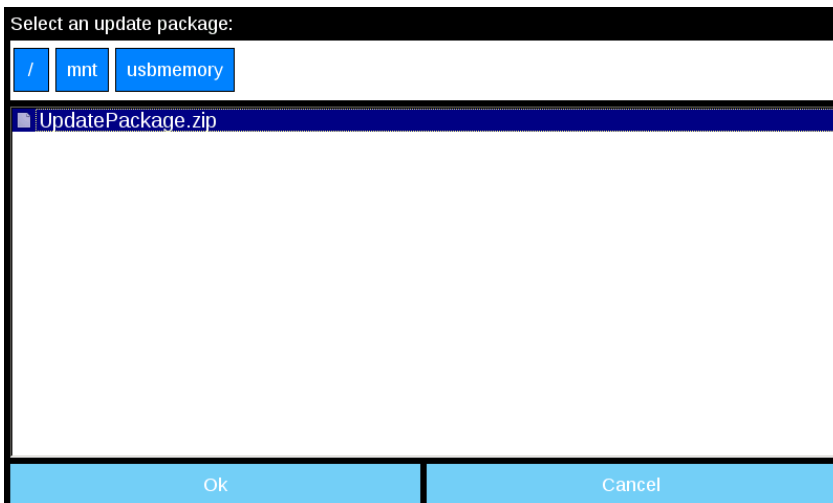 Select an update package:
/ mnt usbmemory
UpdatePackage.zip
Ok Cancel